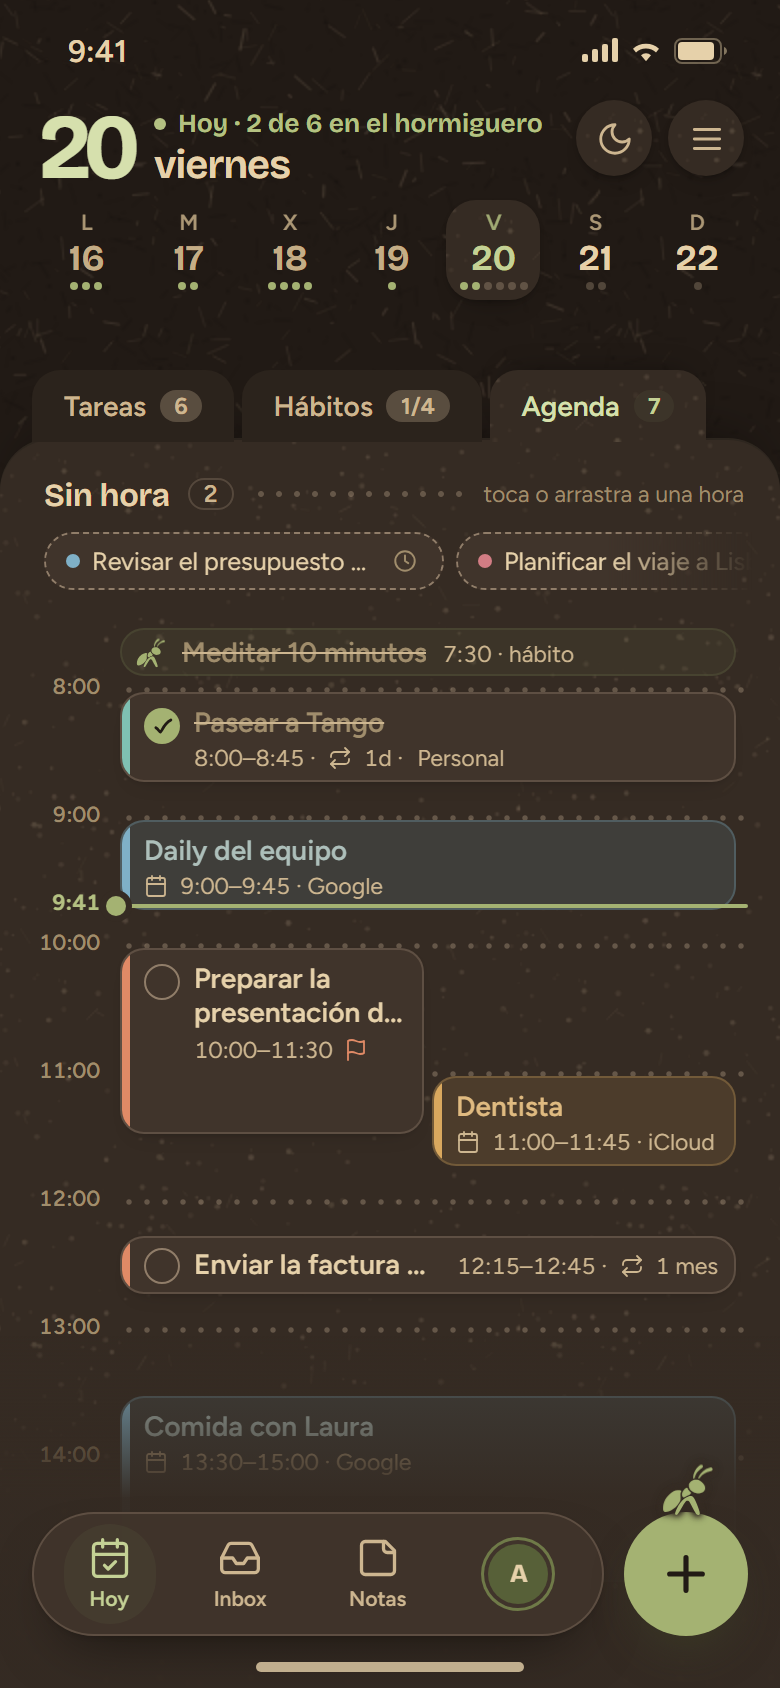 9:41
20
Hoy · 2 de 6 en el hormiguero
viernes
L M X J V S D
16 17 18 19 20 21 22
Tareas 6
Hábitos 1/4
Agenda 7
Sin hora 2
toca o arrastra a una hora
Revisar el presupuesto ...
Planificar el viaje a Lis
Meditar 10 minutos 7:30 · hábito
8:00
Pasear a Tango
8:00–8:45 · 1d · Personal
9:00
Daily del equipo
9:00–9:45 · Google
9:41
10:00
Preparar la
presentación d...
10:00–11:30
11:00
Dentista
11:00–11:45 · iCloud
12:00
Enviar la factura ... 12:15–12:45 · 1 mes
13:00
Comida con Laura
14:00
13:30–15:00 · Google
Hoy
Inbox
Notas
A